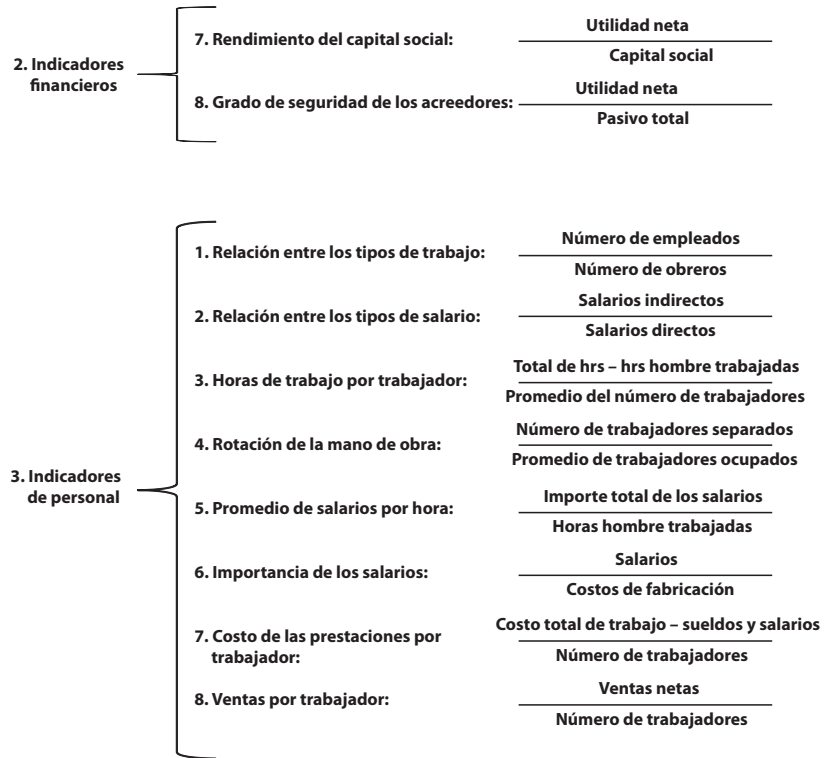 2. Indicadores
financieros
7. Rendimiento del capital social:
Utilidad neta
Capital social
8. Grado de seguridad de los acreedores:
Utilidad neta
Pasivo total
3. Indicadores
de personal
1. Relación entre los tipos de trabajo:
Número de empleados
Número de obreros
2. Relación entre los tipos de salario:
Salarios indirectos
Salarios directos
3. Horas de trabajo por trabajador:
Total de hrs – hrs hombre trabajadas
Promedio del número de trabajadores
4. Rotación de la mano de obra:
Número de trabajadores separados
Promedio de trabajadores ocupados
5. Promedio de salarios por hora:
Importe total de los salarios
Horas hombre trabajadas
6. Importancia de los salarios:
Salarios
Costos de fabricación
7. Costo de las prestaciones por
trabajador:
Costo total de trabajo – sueldos y salarios
Número de trabajadores
8. Ventas por trabajador:
Ventas netas
Número de trabajadores